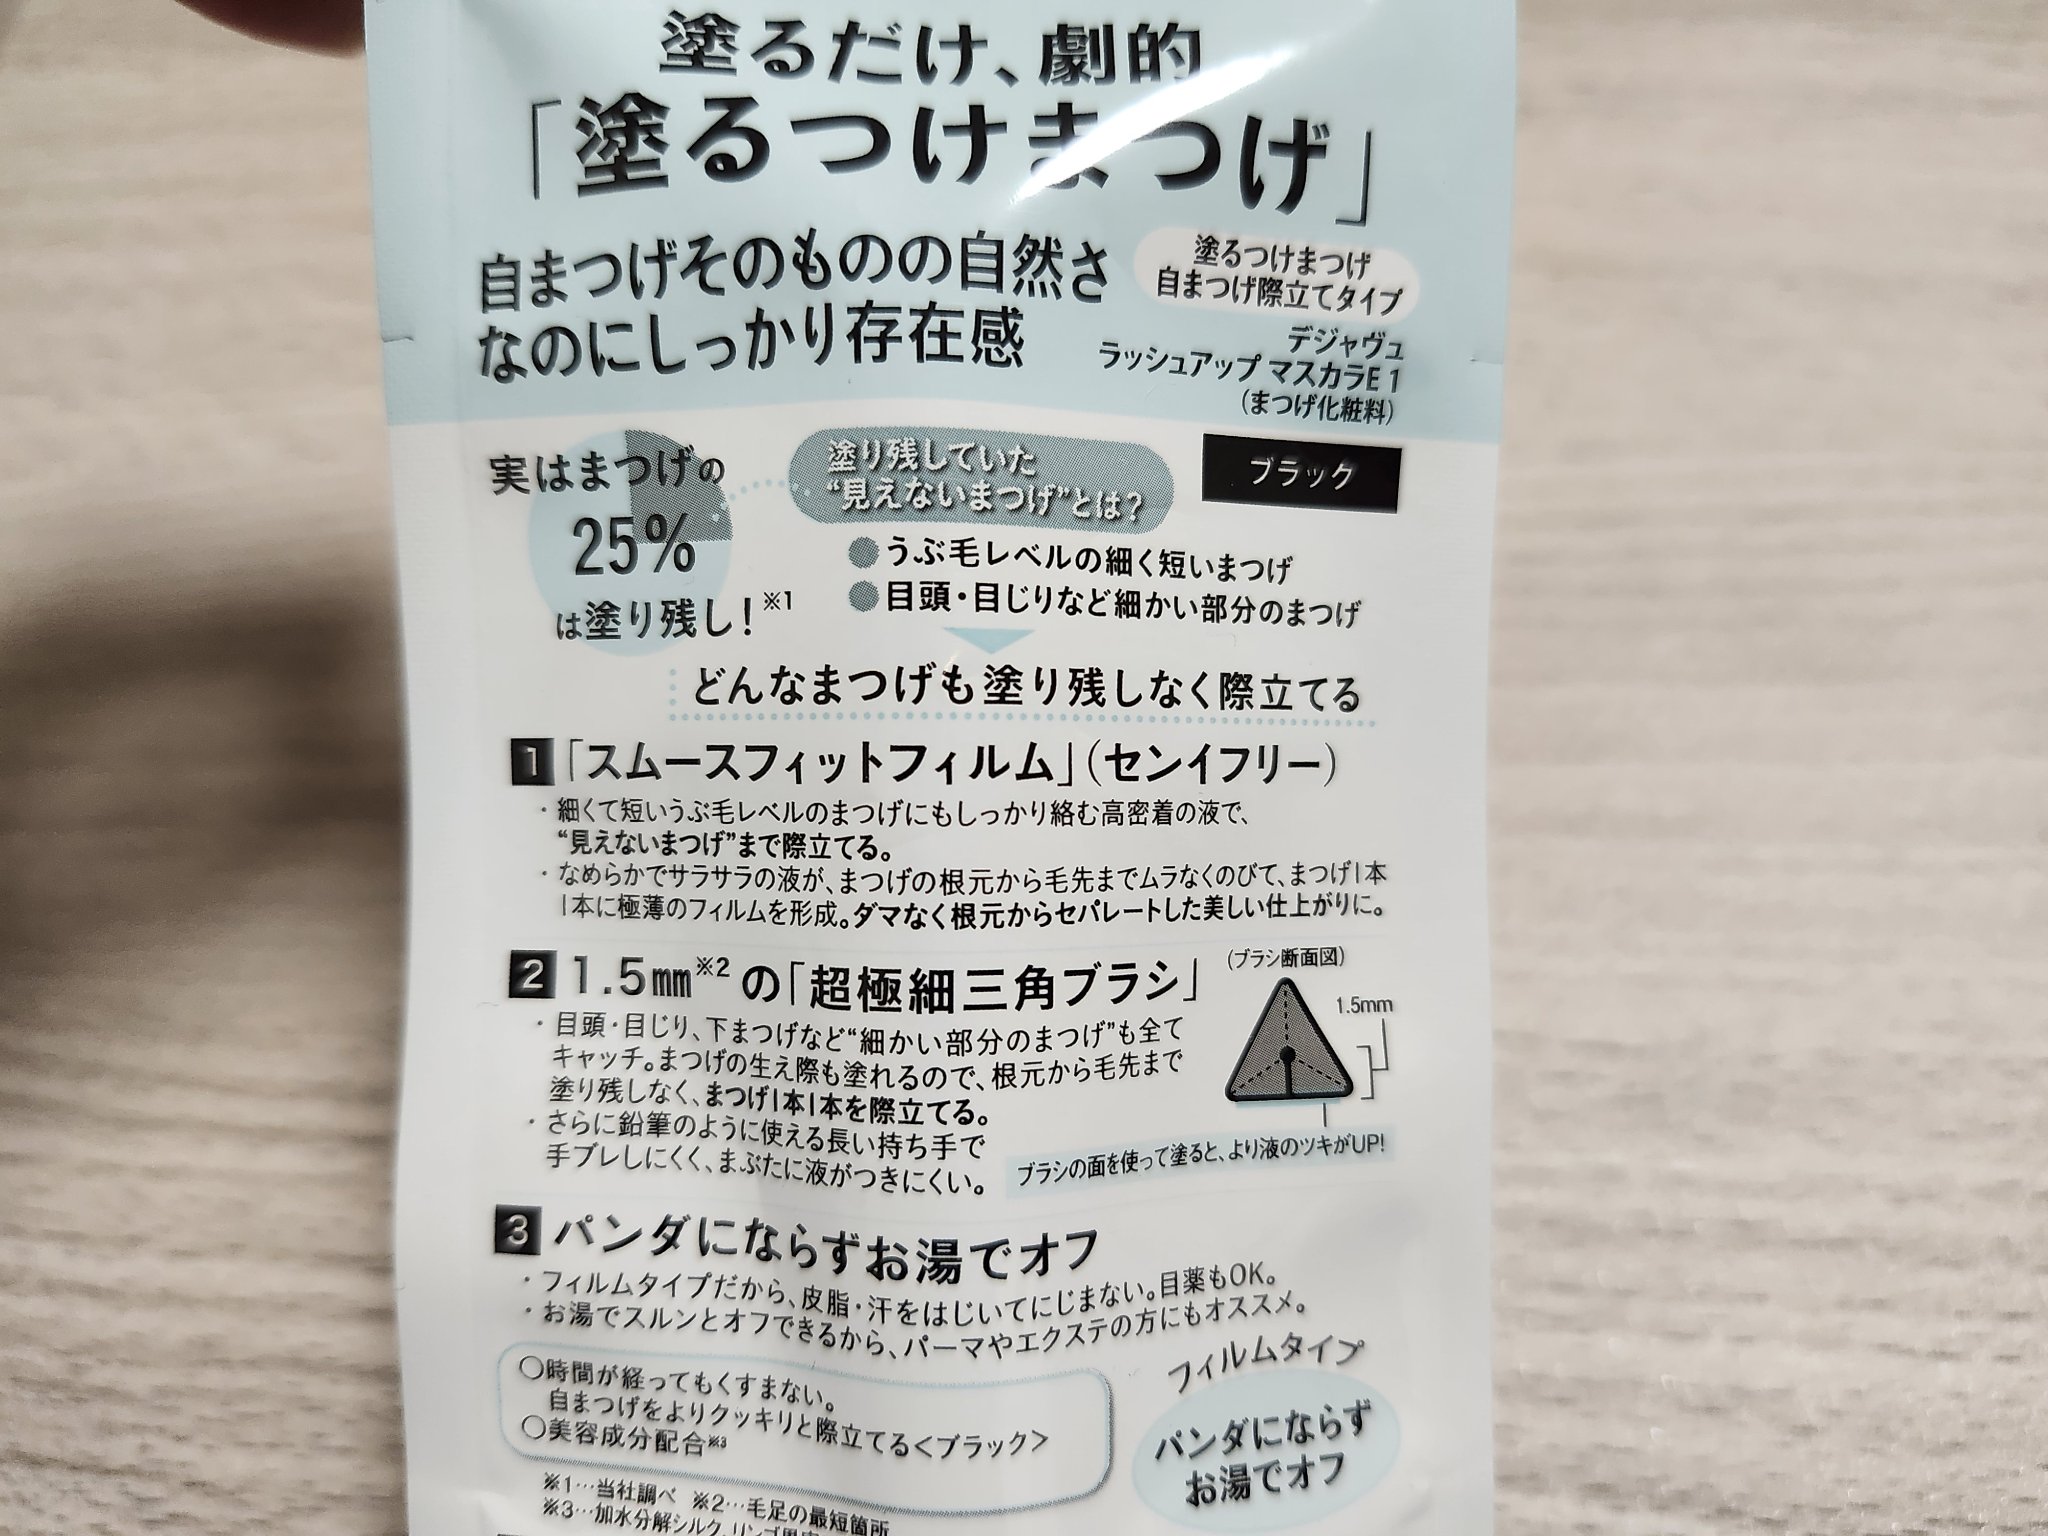 塗るだけ、劇的
「塗るつけまつげ」
自まつげそのものの自然さ
なのにしっかり存在感
塗るつけまつげ
自まつげ際立てタイプ
デジャヴュ
ラッシュアップ マスカラE 1
(まつげ化粧料)
ブラック
実はまつげの
25%
は塗り残し!※1
塗り残していた
“見えないまつげ”とは?
●うぶ毛レベルの細く短いまつげ
●目頭・目じりなど細かい部分のまつげ
どんなまつげも塗り残しなく際立てる
1「スムースフィットフィルム」(センイフリー)
・細くて短いうぶ毛レベルのまつげにもしっかり絡む高密着の液で、
“見えないまつげ”まで際立てる。
・なめらかでサラサラの液が、まつげの根元から毛先までムラなくのびて、まつげ1本
1本に極薄のフィルムを形成。ダマなく根元からセパレートした美しい仕上がりに。
2 1.5mm※2の「超極細三角ブラシ」
(ブラシ断面図)
1.5mm
・目頭・目じり、下まつげなど“細かい部分のまつげ”も全て
キャッチ。まつげの生え際も塗れるので、根元から毛先まで
塗り残しなく、まつげ1本1本を際立てる。
・さらに鉛筆のように使える長い持ち手で
手ブレしにくく、まぶたに液がつきにくい。
ブラシの面を使って塗ると、より液のツキがUP!
3 パンダにならずお湯でオフ
・フィルムタイプだから、皮脂・汗をはじいてにじまない。目薬もOK。
・お湯でスルンとオフできるから、パーマやエクステの方にもオススメ。
○時間が経ってもくすまない。
自まつげをよりクッキリと際立てる<ブラック>
○美容成分配合※3
フィルムタイプ
パンダにならず
お湯でオフ
※1…当社調べ ※2…毛足の最短箇所
※3…加水分解シルク、リンゴ果実